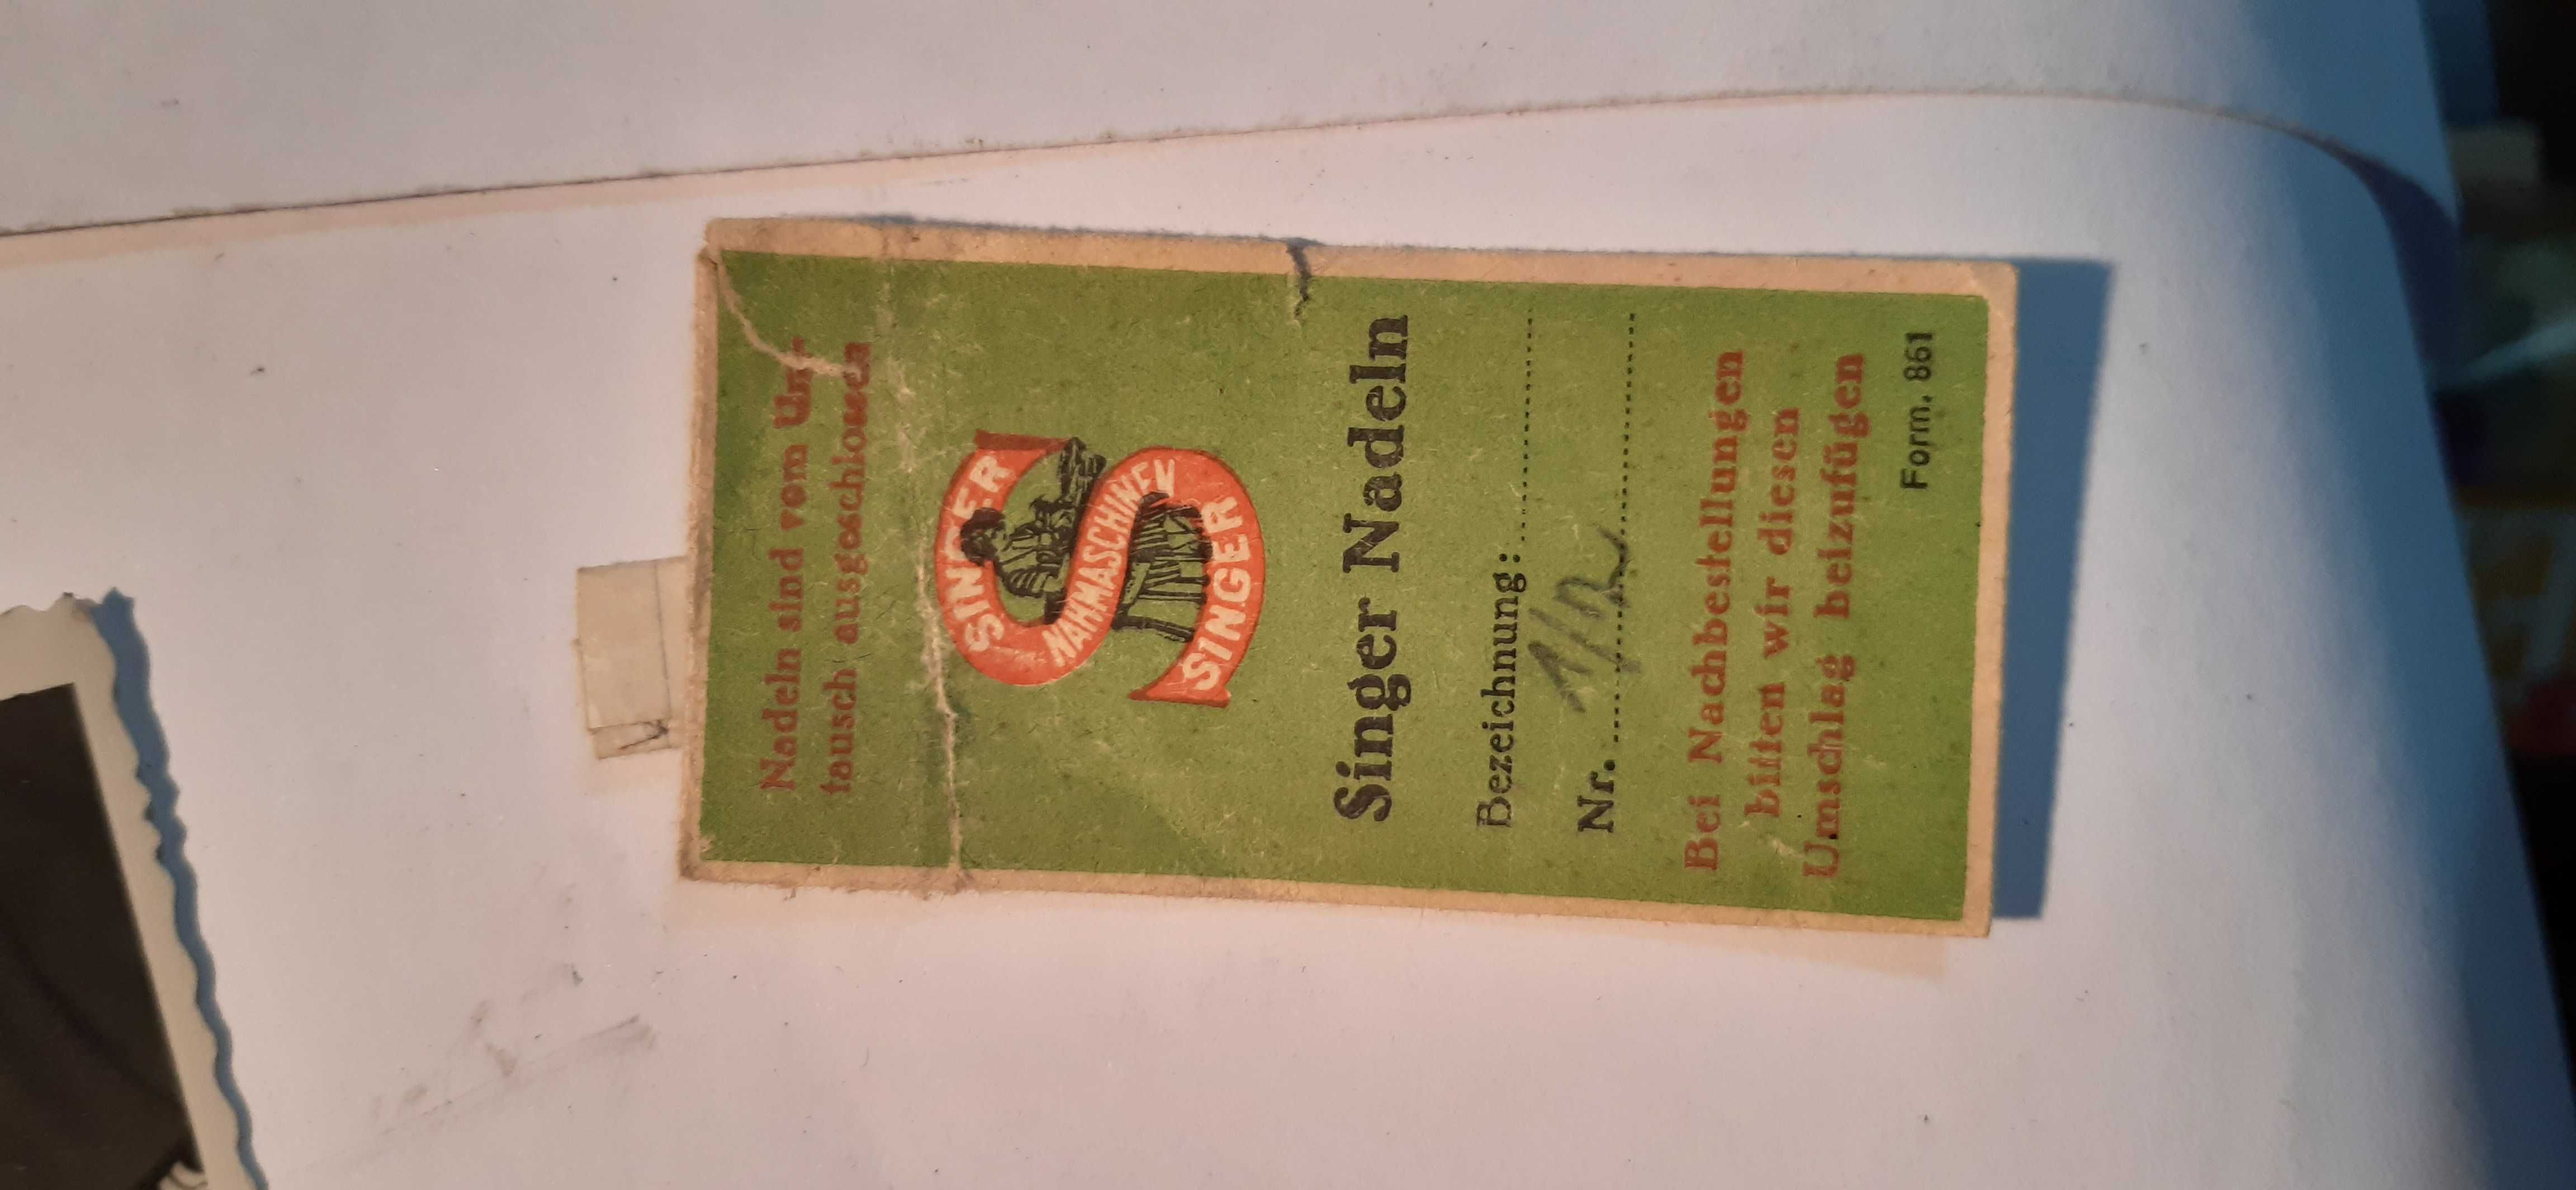 Nadeln sind vom Um-
tausch ausgeschlossen
SINGER
NÄHMASCHINEN
SINGER
Singer Nadeln
Bezeichnung:
Nr.
Bei Nachbestellungen
bitten wir diesen
Umschlag beizufügen
Form. 861